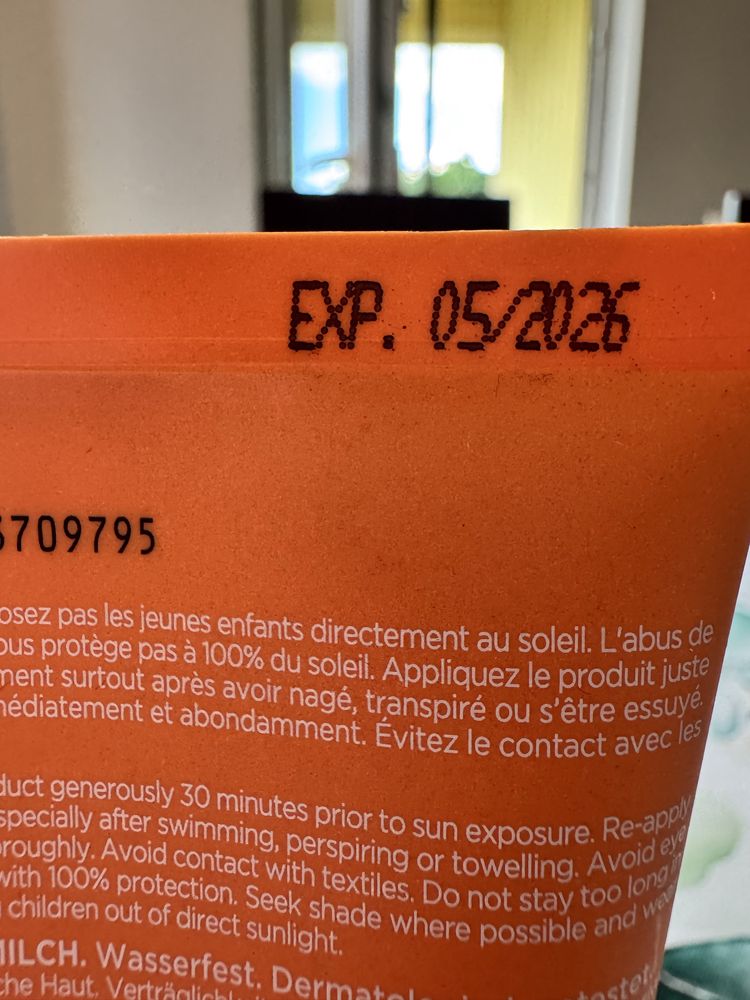 EXP. 05/2026
3709795
osez pas les jeunes enfants directement au soleil. L'abus de
ous protège pas à 100% du soleil. Appliquez le produit juste
ment surtout après avoir nagé, transpiré ou s'être essuyé.
médiatement et abondamment. Évitez le contact avec les
duct generously 30 minutes prior to sun exposure. Re-apply
specially after swimming, perspiring or towelling. Avoid eye
oroughly. Avoid contact with textiles. Do not stay too long in
with 100% protection. Seek shade where possible and
children out of direct sunlight.
MILCH. Wasserfest.
che Haut.